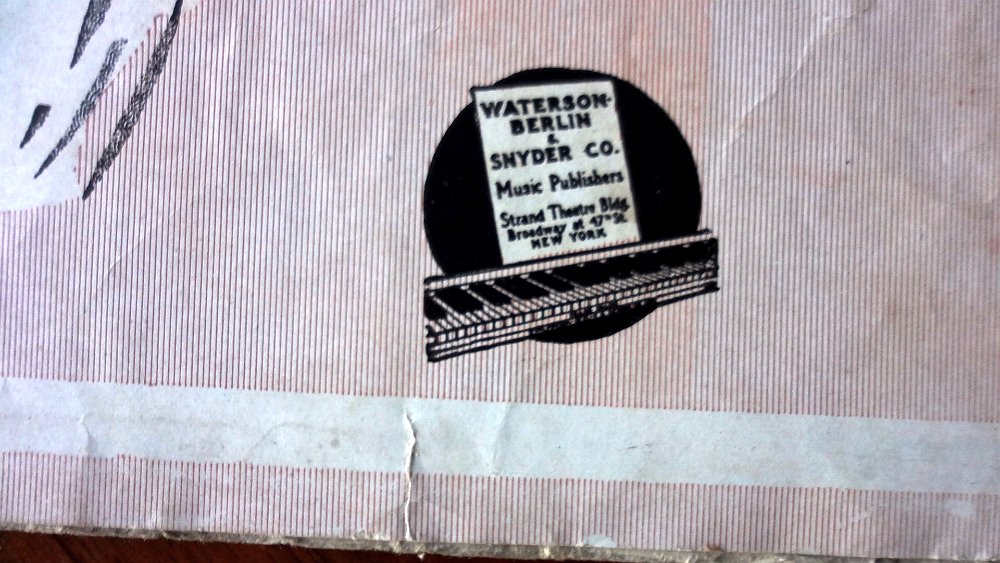 WATERSON-
BERLIN
&
SNYDER CO.
Music Publishers
Strand Theatre Bldg.
Broadway at 47th St.
NEW YORK